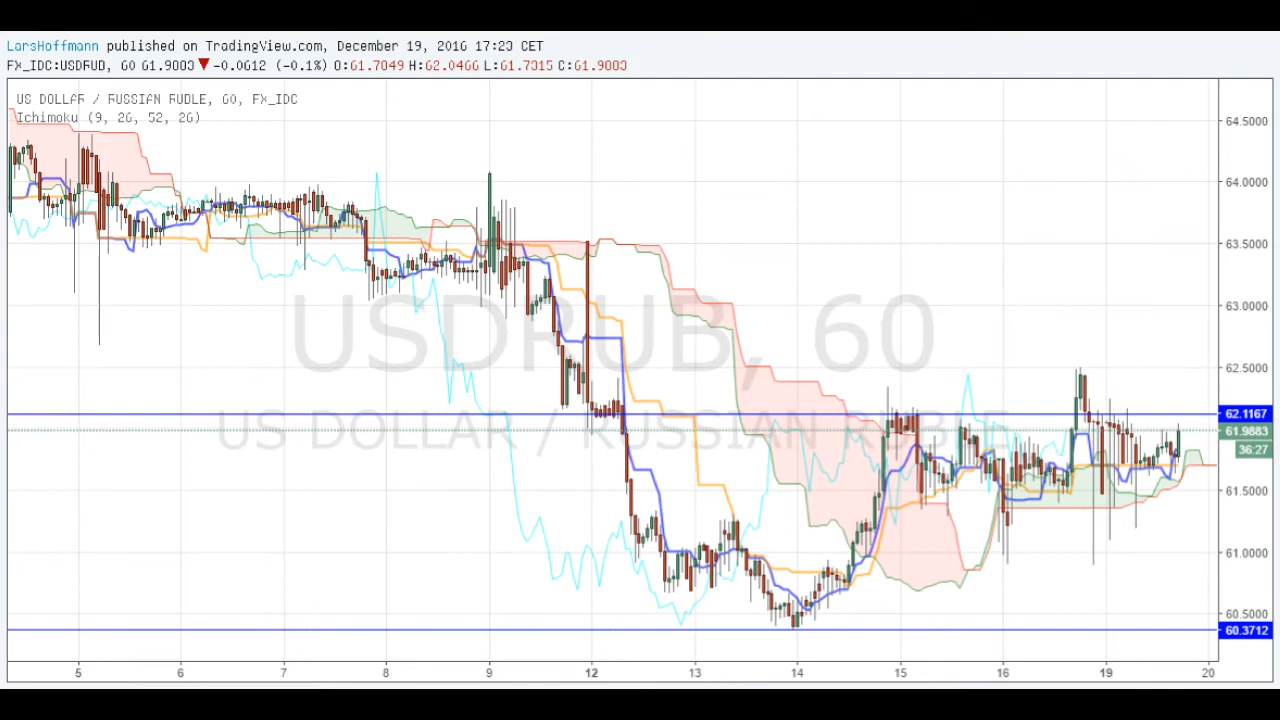 LarsHoffmann published on TradingView.com, December 19, 2016 17:23 CET
FX_IDC:USDRUB, 60 61.9883 ▼ -0.0612 (-0.1%) O:61.7849 H:62.0466 L:61.7315 C:61.9883
US DOLLAR / RUSSIAN RUBLE, 60, FX_IDC
Ichimoku (9, 26, 52, 26)
USDRUB, 60
US DOLLAR / RUSSIAN RUBLE
64.5000
64.0000
63.5000
63.0000
62.5000
62.1167
61.9883
36:27
61.5000
61.0000
60.5000
60.3712
5 6 7 8 9 12 13 14 15 16 19 20